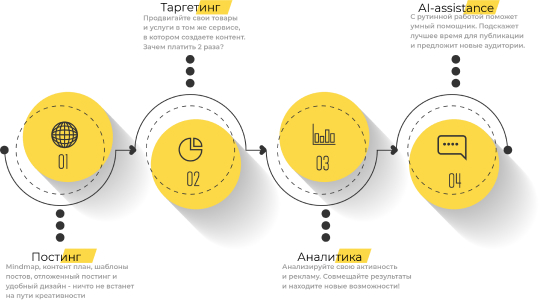 Таргетинг
Продвигайте свои товары
и услуги в том же сервисе,
в котором создаете контент.
Зачем платить 2 раза?
AI-assistance
С рутинной работой поможет
умный помощник. Подскажет
лучшее время для публикации
и предложит новые аудитории.
01
02
03
04
Постинг
Mindmap, контент план, шаблоны
постов, отложенный постинг и
удобный дизайн - ничто не встанет
на пути креативности
Аналитика
Анализируйте свою активность
и рекламу. Совмещайте результаты
и находите новые возможности!